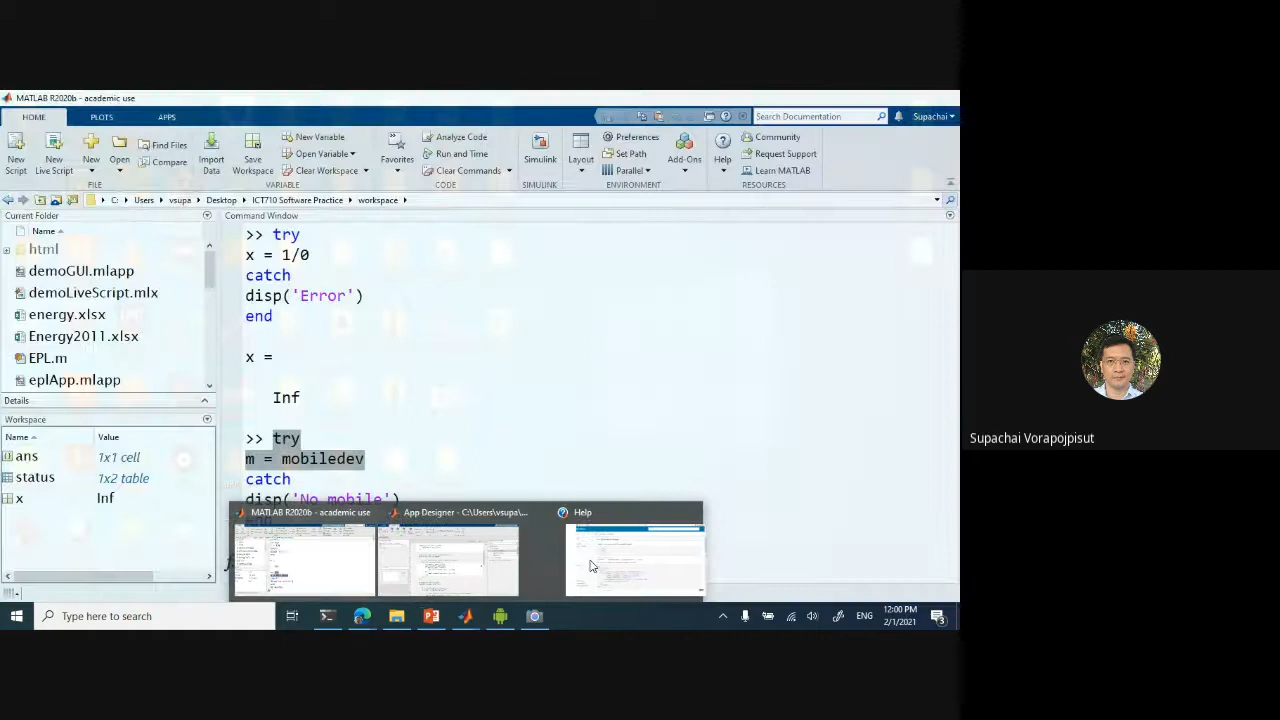 MATLAB R2020b - academic use
HOME
PLOTS
APPS
Search Documentation
Supachai
New Script
New Live Script
New
Open
Find Files
Compare
Import Data
Save Workspace
New Variable
Open Variable
Clear Workspace
Favorites
Analyze Code
Run and Time
Clear Commands
Simulink
Layout
Preferences
Set Path
Parallel
Add-Ons
Help
Community
Request Support
Learn MATLAB
FILE
VARIABLE
CODE
SIMULINK
ENVIRONMENT
RESOURCES
C: Users vsupa Desktop ICT710 Software Practice workspace
Current Folder
Name
html
demoGUI.mlapp
demoLiveScript.mlx
energy.xlsx
Energy2011.xlsx
EPL.m
eplApp.mlapp
Details
Workspace
Name Value
ans 1x1 cell
status 1x2 table
x Inf
Command Window
>> try
x = 1/0
catch
disp('Error')
end
x =
Inf
>> try
m = mobiledev
catch
disp('No mobile')
MATLAB R2020b - academic use
App Designer - C:\Users\vsupa\...
Help
Type here to search
ENG
12:00 PM
2/1/2021
3
Supachai Vorapojpisut